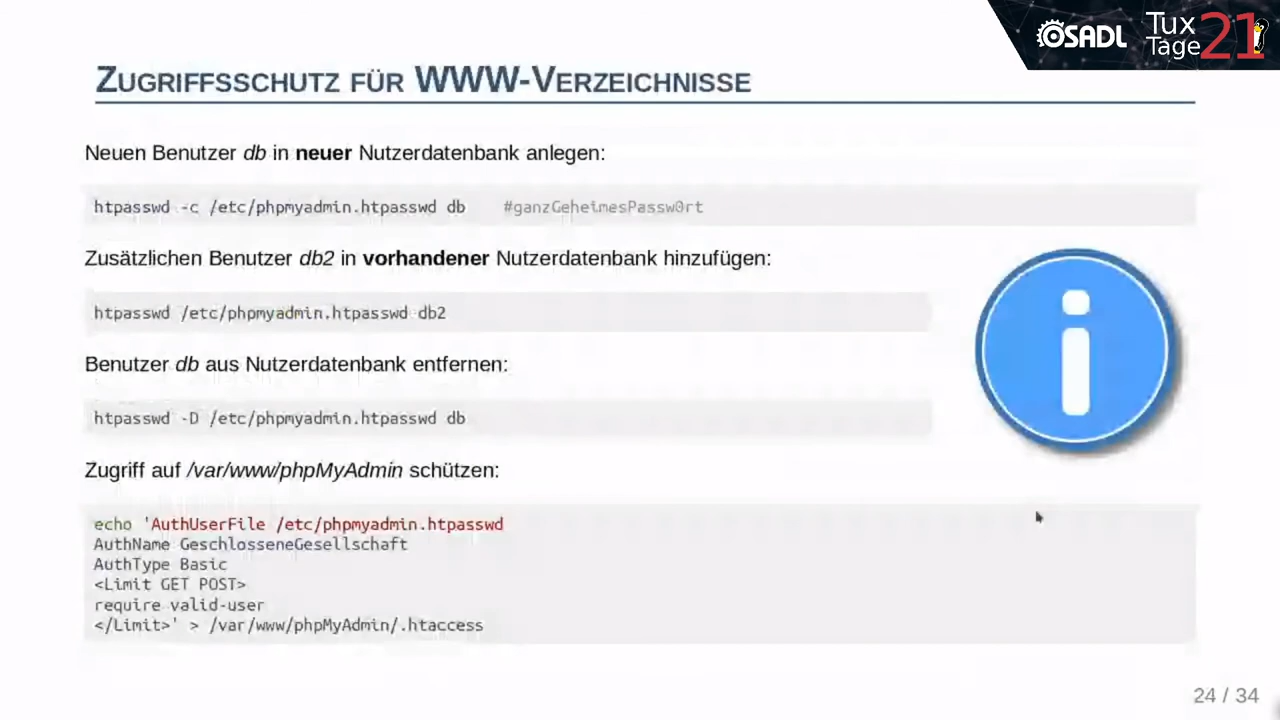 OSADL
Tux
Tage
21
Zugriffsschutz für WWW-Verzeichnisse
Neuen Benutzer db in neuer Nutzerdatenbank anlegen:
htpasswd -c /etc/phpmyadmin.htpasswd db    #ganzGeheimesPassw0rt
Zusätzlichen Benutzer db2 in vorhandener Nutzerdatenbank hinzufügen:
htpasswd /etc/phpmyadmin.htpasswd db2
Benutzer db aus Nutzerdatenbank entfernen:
htpasswd -D /etc/phpmyadmin.htpasswd db
Zugriff auf /var/www/phpMyAdmin schützen:
echo 'AuthUserFile /etc/phpmyadmin.htpasswd
AuthName GeschlosseneGesellschaft
AuthType Basic
<Limit GET POST>
require valid-user
</Limit>' > /var/www/phpMyAdmin/.htaccess
24 / 34